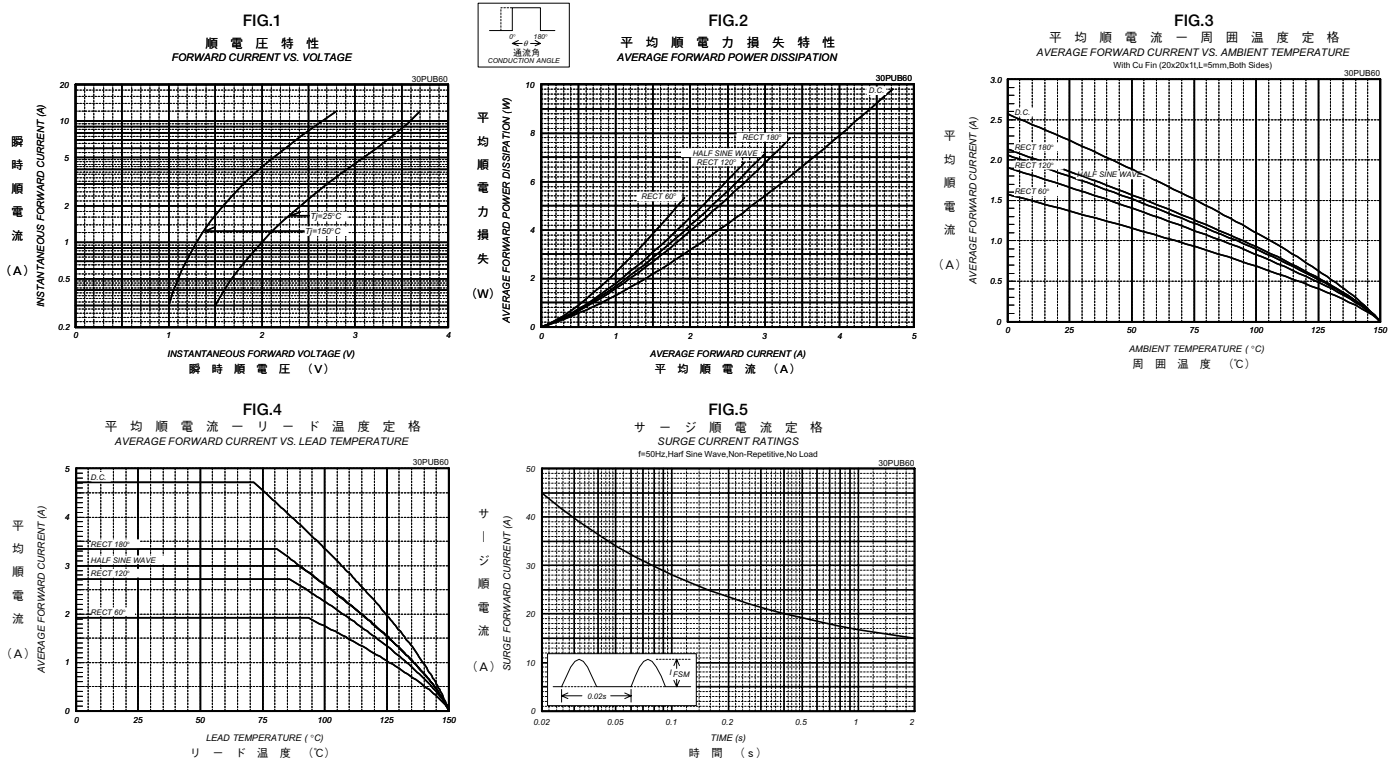 FIG.1
順電圧特性
FORWARD CURRENT VS. VOLTAGE
30PUB60
瞬時順電流 (A)
INSTANTANEOUS FORWARD CURRENT (A)
20
10
5
2
1
0.5
0.2
Tj=25°C
Tj=150°C
0 1 2 3 4
INSTANTANEOUS FORWARD VOLTAGE (V)
瞬時順電圧 (V)
0° 180°
θ
通流角
CONDUCTION ANGLE
FIG.2
平均順電力損失特性
AVERAGE FORWARD POWER DISSIPATION
30PUB60
平均順電力損失 (W)
AVERAGE FORWARD POWER DISSIPATION (W)
10
8
6
4
2
0
D.C.
RECT 180°
HALF SINE WAVE
RECT 120°
RECT 60°
0 1 2 3 4 5
AVERAGE FORWARD CURRENT (A)
平均順電流 (A)
FIG.3
平均順電流ー周囲温度定格
AVERAGE FORWARD CURRENT VS. AMBIENT TEMPERATURE
With Cu Fin (20x20x1t,L=5mm,Both Sides)
30PUB60
平均順電流 (A)
AVERAGE FORWARD CURRENT (A)
3.0
2.5
2.0
1.5
1.0
0.5
0
D.C.
RECT 180°
RECT 120°
HALF SINE WAVE
RECT 60°
0 25 50 75 100 125 150
AMBIENT TEMPERATURE (°C)
周囲温度 (℃)
FIG.4
平均順電流ーリード温度定格
AVERAGE FORWARD CURRENT VS. LEAD TEMPERATURE
30PUB60
平均順電流 (A)
AVERAGE FORWARD CURRENT (A)
5
4
3
2
1
0
D.C.
RECT 180°
HALF SINE WAVE
RECT 120°
RECT 60°
0 25 50 75 100 125 150
LEAD TEMPERATURE (°C)
リード温度 (℃)
FIG.5
サージ順電流定格
SURGE CURRENT RATINGS
f=50Hz,Harf Sine Wave,Non-Repetitive,No Load
30PUB60
サージ順電流 (A)
SURGE FORWARD CURRENT (A)
50
40
30
20
10
0
I FSM
0.02s
0.02 0.05 0.1 0.2 0.5 1 2
TIME (s)
時間 (s)